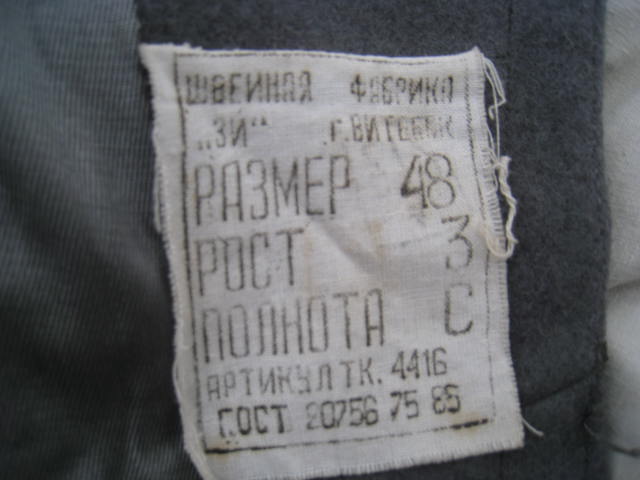 ШВЕЙНАЯ ФАБРИКА
„ЗИ“ г. ВИТЕБСК
РАЗМЕР 48
РОСТ 3
ПОЛНОТА С
АРТИКУЛ ТК. 4416
ГОСТ 20756 75 85